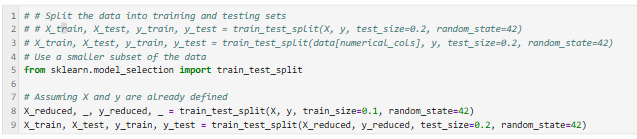 1 # # Split the data into training and testing sets
2 # # X_train, X_test, y_train, y_test = train_test_split(X, y, test_size=0.2, random_state=42)
3 # X_train, X_test, y_train, y_test = train_test_split(data[numerical_cols], y, test_size=0.2, random_state=42)
4 # Use a smaller subset of the data
5 from sklearn.model_selection import train_test_split
6
7 # Assuming X and y are already defined
8 X_reduced, _, y_reduced, _ = train_test_split(X, y, train_size=0.1, random_state=42)
9 X_train, X_test, y_train, y_test = train_test_split(X_reduced, y_reduced, test_size=0.2, random_state=42)